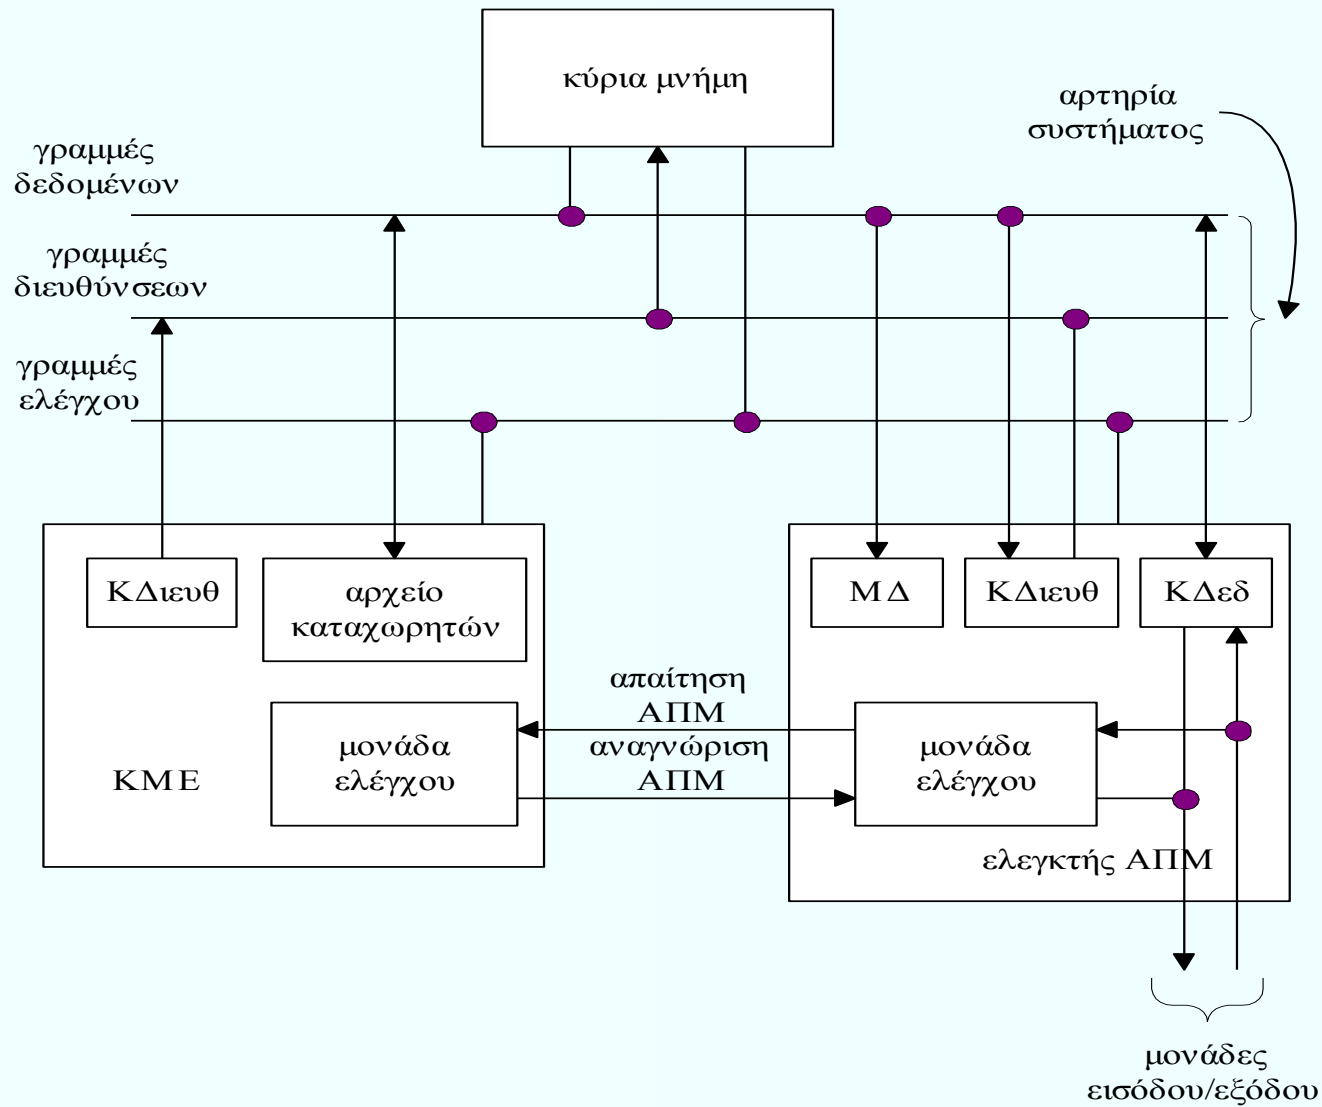 κύρια μνήμη
αρτηρία
συστήματος
γραμμές
δεδομένων
γραμμές
διευθύνσεων
γραμμές
ελέγχου
ΚΔιευθ
αρχείο
καταχωρητών
ΜΔ
ΚΔιευθ
ΚΔεδ
απαίτηση
ΑΠΜ
αναγνώριση
ΑΠΜ
μονάδα
ελέγχου
ΚΜΕ
μονάδα
ελέγχου
ελεγκτής ΑΠΜ
μονάδες
εισόδου/εξόδου